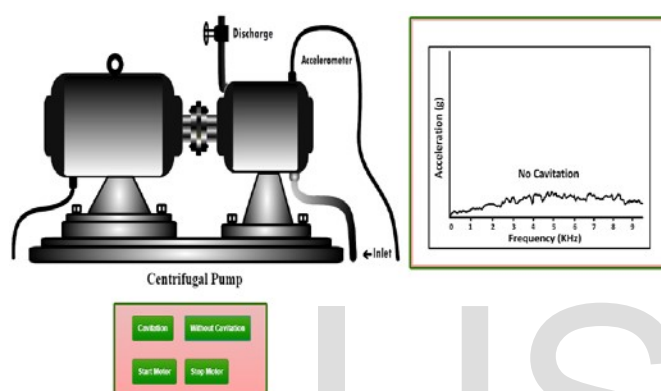 Discharge
Accelerometer
←Inlet
Centrifugal Pump
Acceleration (g)
No Cavitation
0 1 2 3 4 5 6 7 8 9
Frequency (KHz)
Cavitation
Without Cavitation
Start Motor
Stop Motor
US